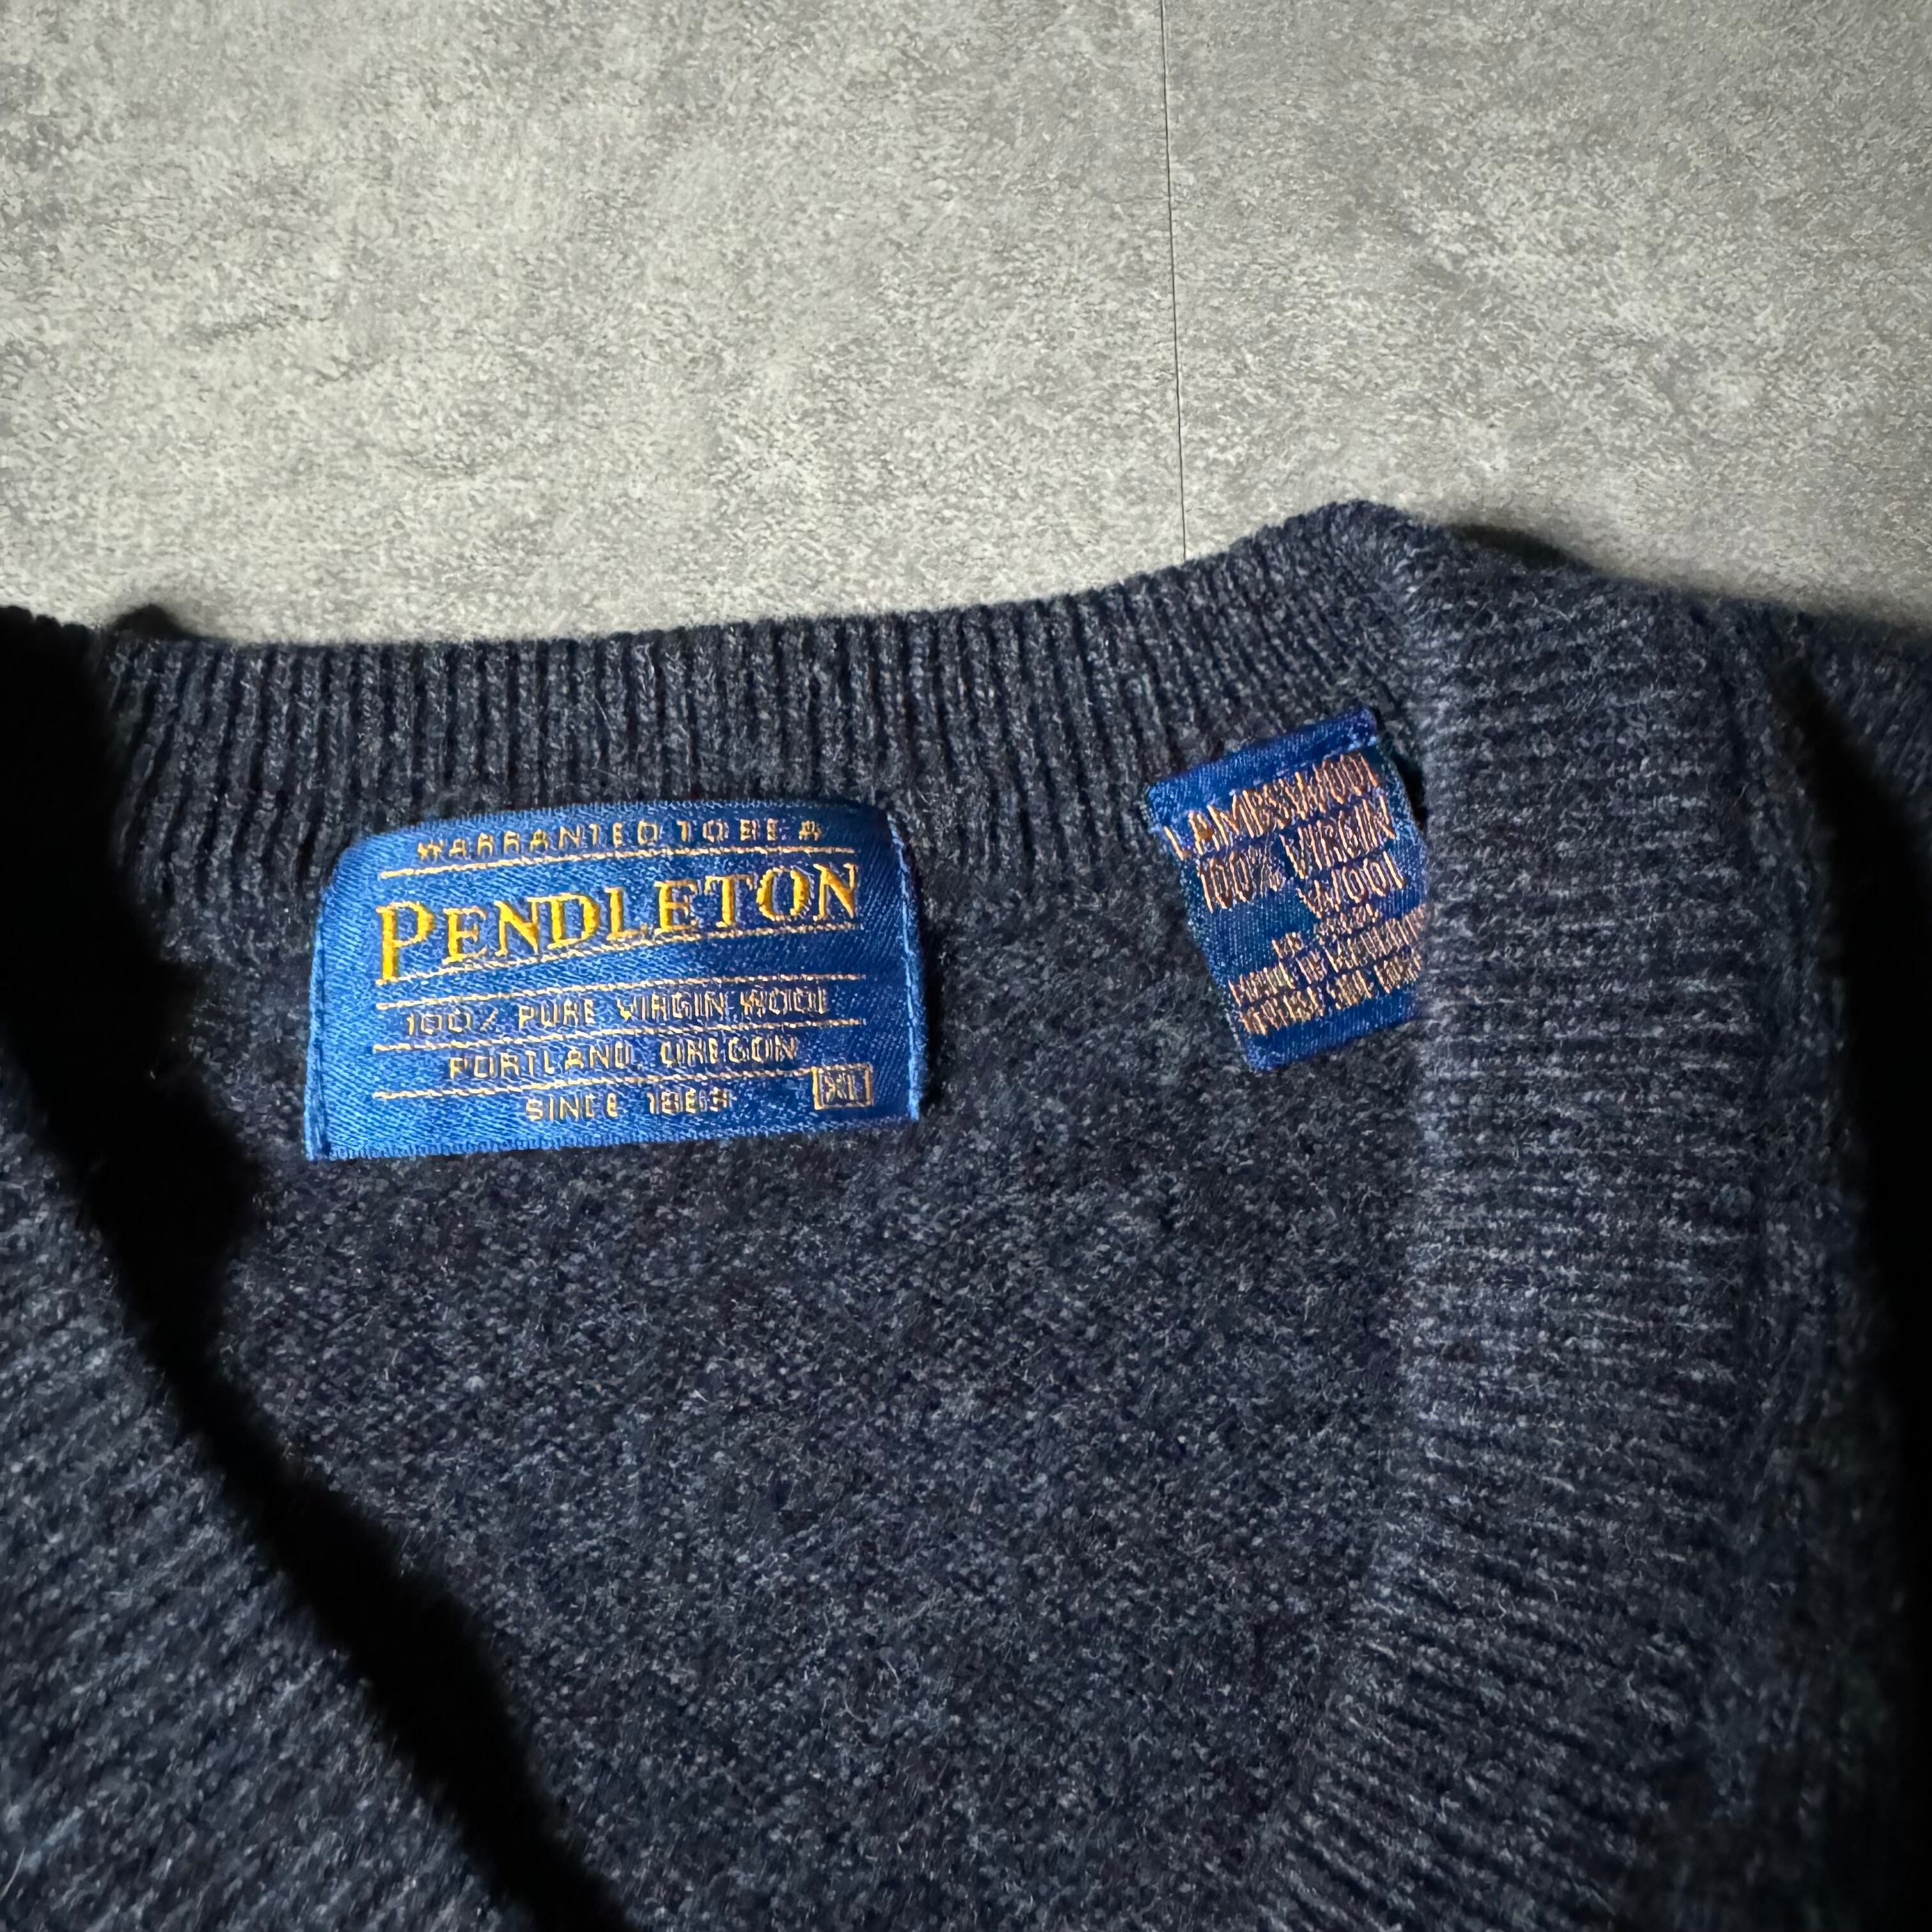 WARRANTED TO BE A
PENDLETON
100% PURE VIRGIN WOOL
PORTLAND, OREGON
SINCE 1863
XL
LAMBSWOOL
100% VIRGIN
WOOL